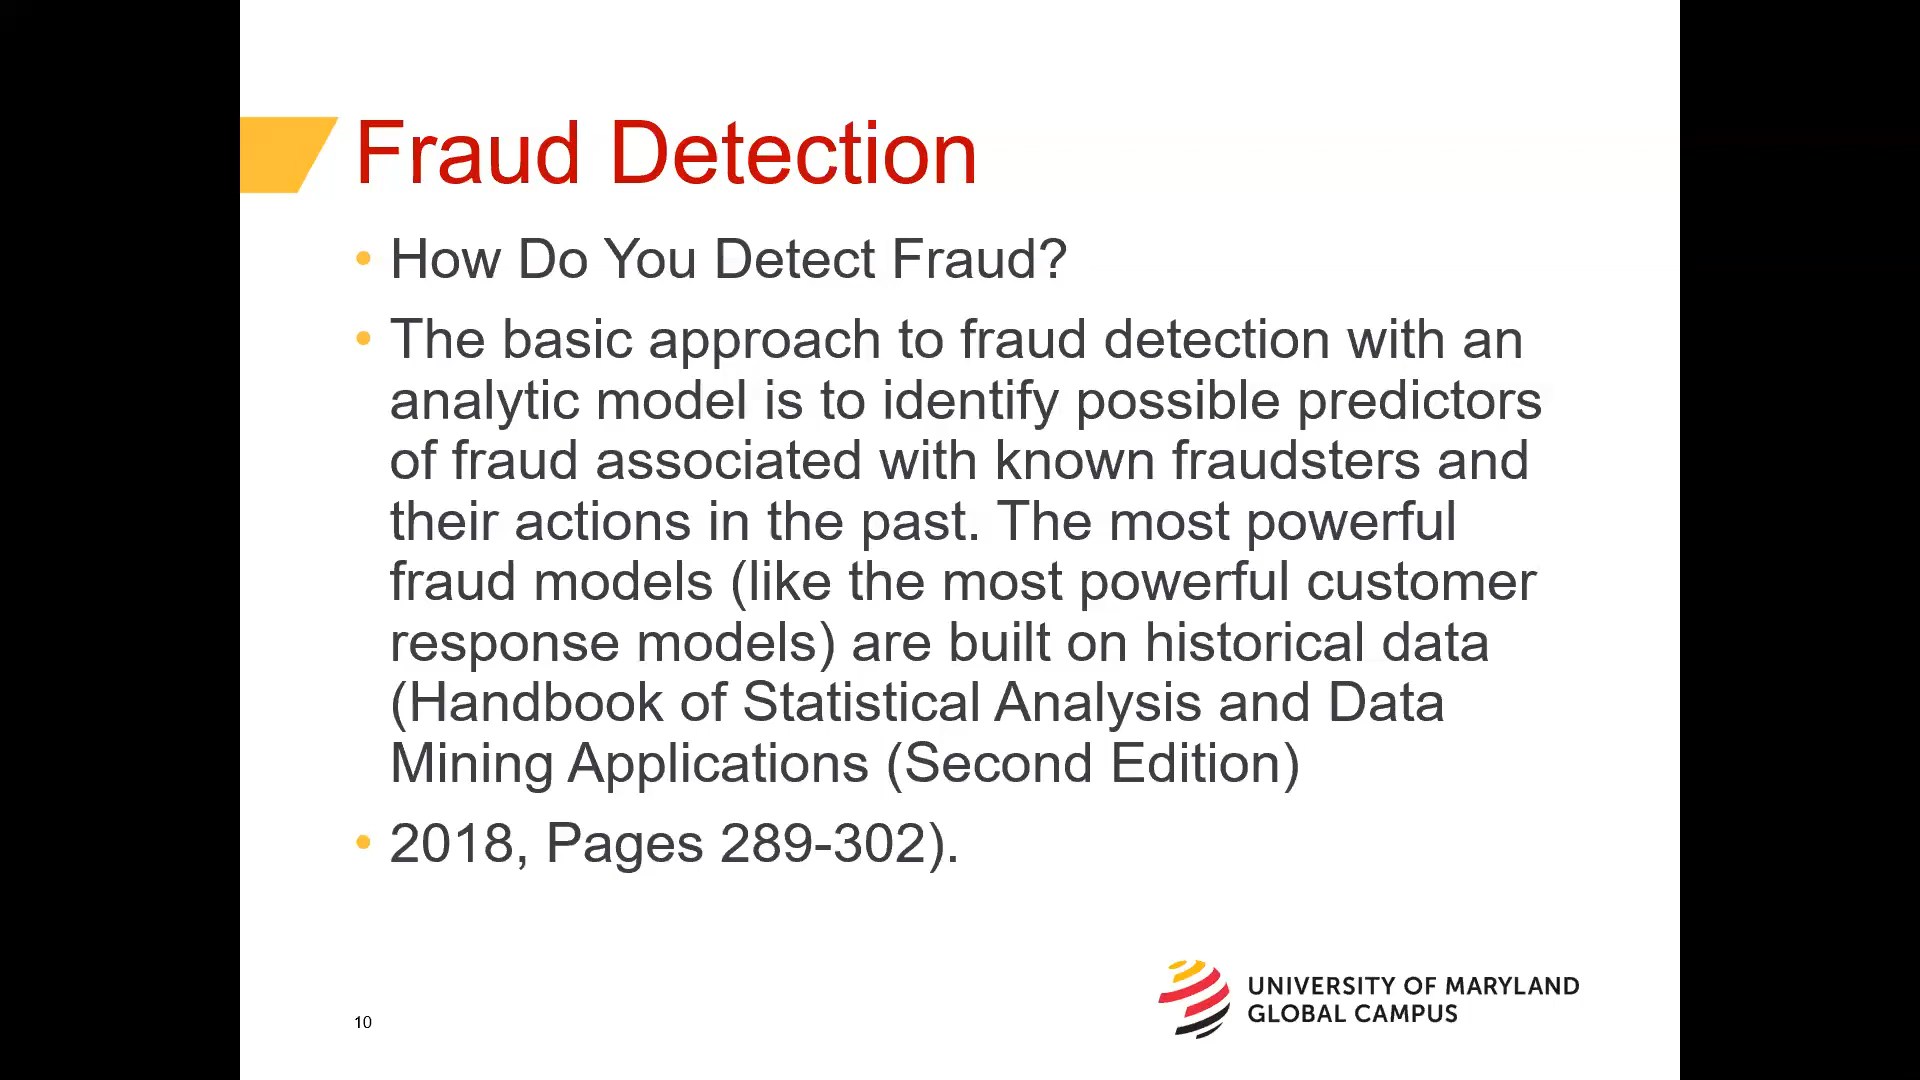 Fraud Detection
• How Do You Detect Fraud?
• The basic approach to fraud detection with an
analytic model is to identify possible predictors
of fraud associated with known fraudsters and
their actions in the past. The most powerful
fraud models (like the most powerful customer
response models) are built on historical data
(Handbook of Statistical Analysis and Data
Mining Applications (Second Edition)
• 2018, Pages 289-302).
10
UNIVERSITY OF MARYLAND
GLOBAL CAMPUS